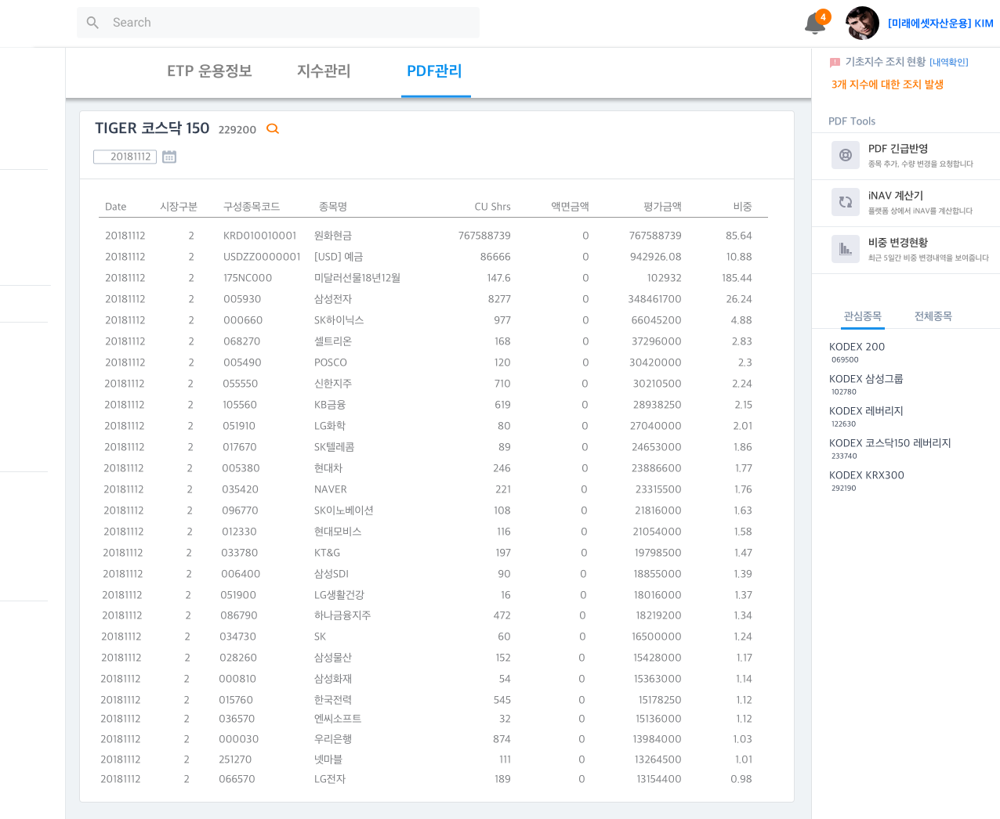 Search
4
[미래에셋자산운용] KIM
ETP 운용정보 지수관리 PDF관리
TIGER 코스닥 150 229200
20181112
Date 시장구분 구성종목코드 종목명 CU Shrs 액면금액 평가금액 비중
20181112 2 KRD010010001 원화현금 767588739 0 767588739 85.64
20181112 2 USDZZ0000001 [USD] 예금 86666 0 942926.08 10.88
20181112 2 175NC000 미달러선물18년12월 147.6 0 102932 185.44
20181112 2 005930 삼성전자 8277 0 348461700 26.24
20181112 2 000660 SK하이닉스 977 0 66045200 4.88
20181112 2 068270 셀트리온 168 0 37296000 2.83
20181112 2 005490 POSCO 120 0 30420000 2.3
20181112 2 055550 신한지주 710 0 30210500 2.24
20181112 2 105560 KB금융 619 0 28938250 2.15
20181112 2 051910 LG화학 80 0 27040000 2.01
20181112 2 017670 SK텔레콤 89 0 24653000 1.86
20181112 2 005380 현대차 246 0 23886600 1.77
20181112 2 035420 NAVER 221 0 23315500 1.76
20181112 2 096770 SK이노베이션 108 0 21816000 1.63
20181112 2 012330 현대모비스 116 0 21054000 1.58
20181112 2 033780 KT&G 197 0 19798500 1.47
20181112 2 006400 삼성SDI 90 0 18855000 1.39
20181112 2 051900 LG생활건강 16 0 18016000 1.37
20181112 2 086790 하나금융지주 472 0 18219200 1.34
20181112 2 034730 SK 60 0 16500000 1.24
20181112 2 028260 삼성물산 152 0 15428000 1.17
20181112 2 000810 삼성화재 54 0 15363000 1.14
20181112 2 015760 한국전력 545 0 15178250 1.12
20181112 2 036570 엔씨소프트 32 0 15136000 1.12
20181112 2 000030 우리은행 874 0 13984000 1.03
20181112 2 251270 넷마블 111 0 13264500 1.01
20181112 2 066570 LG전자 189 0 13154400 0.98
기초지수 조치 현황 [내역확인]
3개 지수에 대한 조치 발생
PDF Tools
PDF 긴급반영
종목 추가, 수량 변경을 요청합니다
iNAV 계산기
플랫폼 상에서 iNAV를 계산합니다
비중 변경현황
최근 5일간 비중 변경내역을 보여줍니다
관심종목 전체종목
KODEX 200
069500
KODEX 삼성그룹
102780
KODEX 레버리지
122630
KODEX 코스닥150 레버리지
233740
KODEX KRX300
292190